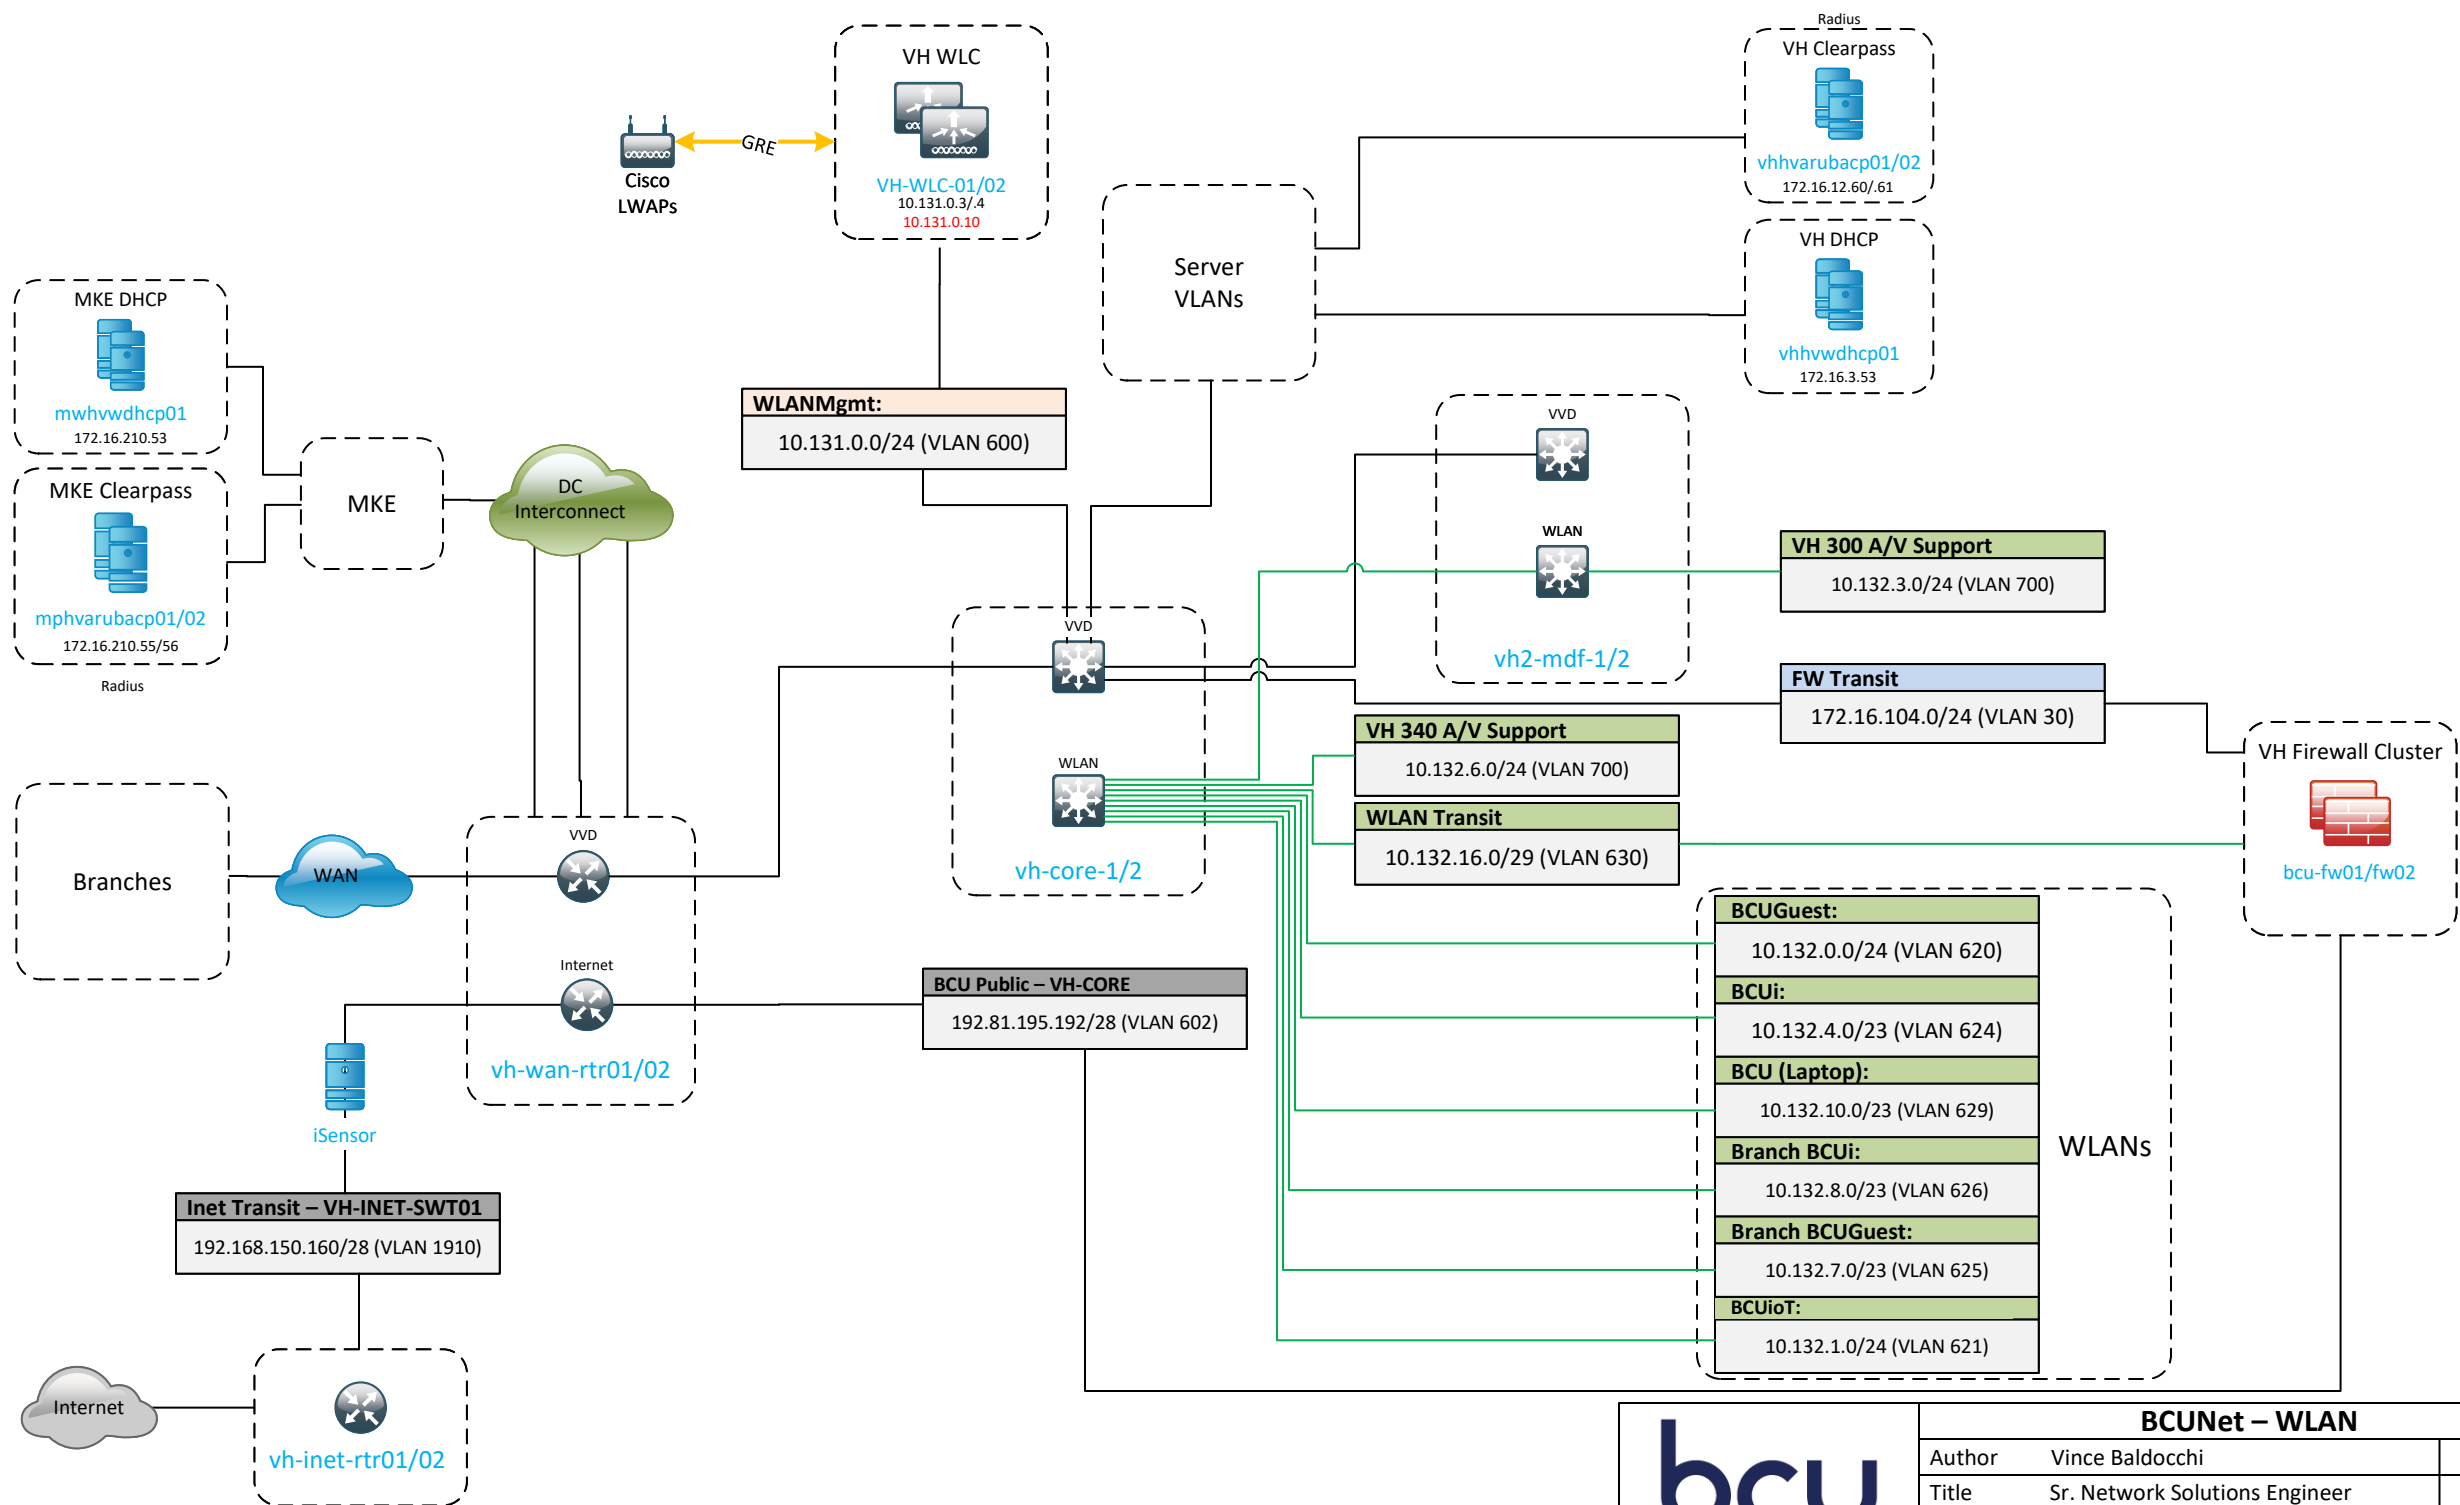 Radius
VH Clearpass
vhhvarubacp01/02
172.16.12.60/.61
VH WLC
VH-WLC-01/02
10.131.0.3/.4
10.131.0.10
GRE
Cisco
LWAPs
VH DHCP
vhhvwdhcp01
172.16.3.53
Server
VLANs
MKE DHCP
mwhvwdhcp01
172.16.210.53
MKE Clearpass
mphvarubacp01/02
172.16.210.55/56
Radius
MKE
DC
Interconnect
WLANMgmt:
10.131.0.0/24 (VLAN 600)
VVD
WLAN
vh2-mdf-1/2
VH 300 A/V Support
10.132.3.0/24 (VLAN 700)
FW Transit
172.16.104.0/24 (VLAN 30)
VVD
WLAN
vh-core-1/2
VH 340 A/V Support
10.132.6.0/24 (VLAN 700)
WLAN Transit
10.132.16.0/29 (VLAN 630)
VH Firewall Cluster
bcu-fw01/fw02
Branches
WAN
VVD
Internet
vh-wan-rtr01/02
BCU Public – VH-CORE
192.81.195.192/28 (VLAN 602)
BCUGuest:
10.132.0.0/24 (VLAN 620)
BCUi:
10.132.4.0/23 (VLAN 624)
BCU (Laptop):
10.132.10.0/23 (VLAN 629)
Branch BCUi:
10.132.8.0/23 (VLAN 626)
Branch BCUGuest:
10.132.7.0/23 (VLAN 625)
BCUioT:
10.132.1.0/24 (VLAN 621)
WLANs
iSensor
Inet Transit – VH-INET-SWT01
192.168.150.160/28 (VLAN 1910)
Internet
vh-inet-rtr01/02
bcu
BCUNet – WLAN
Author Vince Baldocchi
Title Sr. Network Solutions Engineer